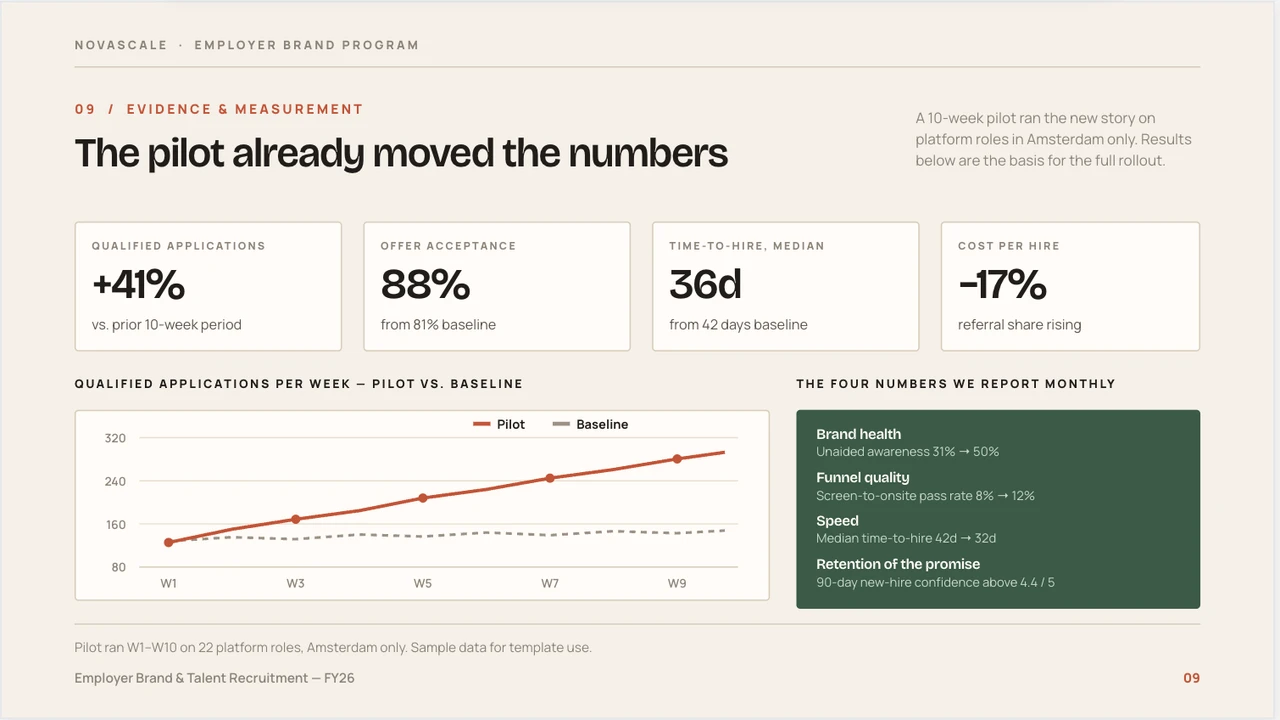 NOVASCALE · EMPLOYER BRAND PROGRAM
09 / EVIDENCE & MEASUREMENT
The pilot already moved the numbers
A 10-week pilot ran the new story on
platform roles in Amsterdam only. Results
below are the basis for the full rollout.
QUALIFIED APPLICATIONS
+41%
vs. prior 10-week period
OFFER ACCEPTANCE
88%
from 81% baseline
TIME-TO-HIRE, MEDIAN
36d
from 42 days baseline
COST PER HIRE
−17%
referral share rising
QUALIFIED APPLICATIONS PER WEEK — PILOT VS. BASELINE
Pilot
Baseline
320
240
160
80
W1
W3
W5
W7
W9
THE FOUR NUMBERS WE REPORT MONTHLY
Brand health
Unaided awareness 31% → 50%
Funnel quality
Screen-to-onsite pass rate 8% → 12%
Speed
Median time-to-hire 42d → 32d
Retention of the promise
90-day new-hire confidence above 4.4 / 5
Pilot ran W1–W10 on 22 platform roles, Amsterdam only. Sample data for template use.
Employer Brand & Talent Recruitment — FY26
09